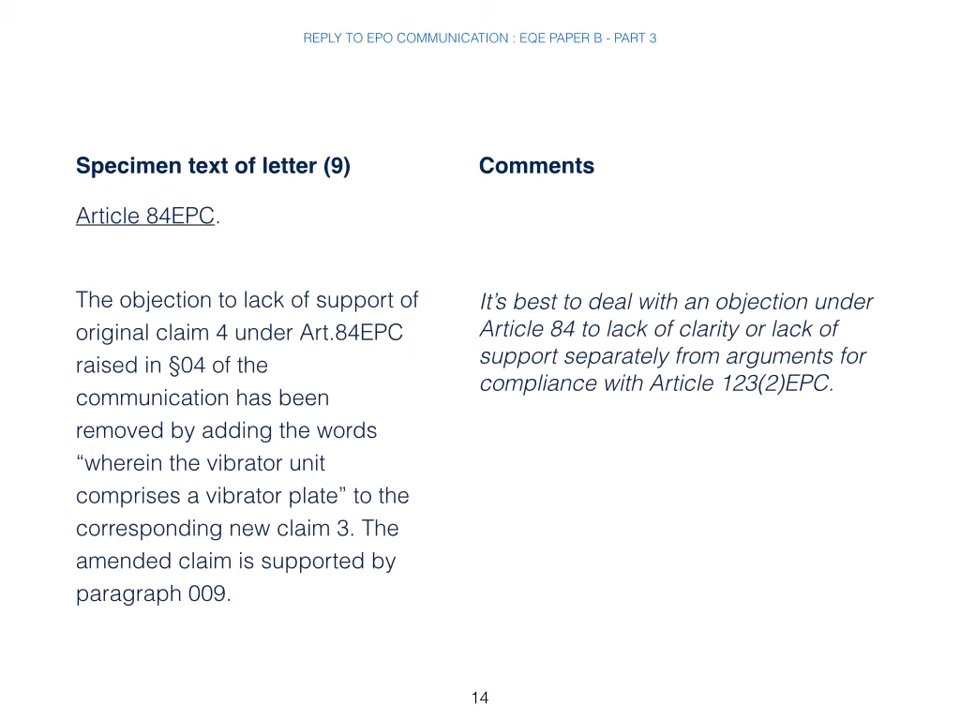 REPLY TO EPO COMMUNICATION : EQE PAPER B - PART 3
Specimen text of letter (9)
Article 84EPC.
The objection to lack of support of
original claim 4 under Art.84EPC
raised in §04 of the
communication has been
removed by adding the words
“wherein the vibrator unit
comprises a vibrator plate” to the
corresponding new claim 3. The
amended claim is supported by
paragraph 009.
Comments
It’s best to deal with an objection under
Article 84 to lack of clarity or lack of
support separately from arguments for
compliance with Article 123(2)EPC.
14